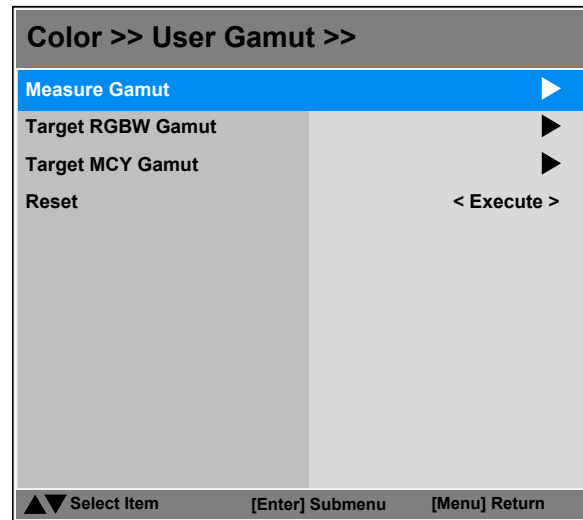 Color >> User Gamut >>
Measure Gamut
Target RGBW Gamut
Target MCY Gamut
Reset < Execute >
Select Item [Enter] Submenu [Menu] Return